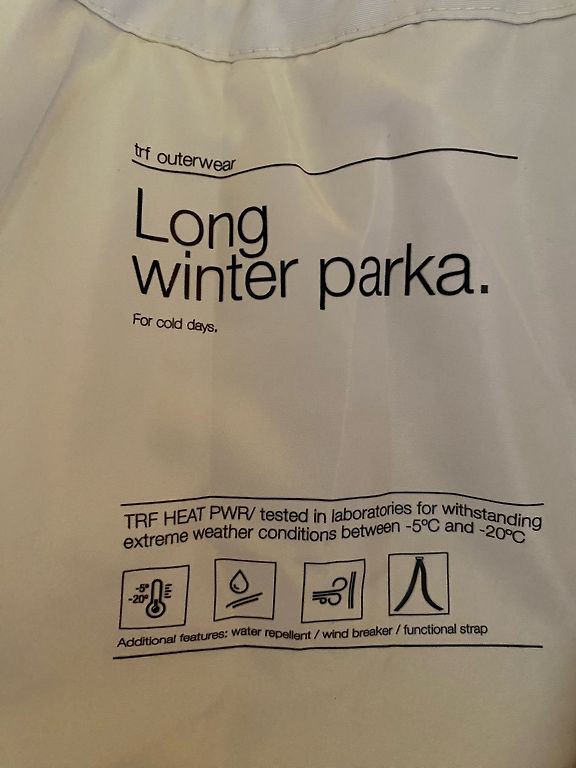 trf outerwear
Long
winter parka.
For cold days.
TRF HEAT PWR/ tested in laboratories for withstanding
extreme weather conditions between -5ºC and -20ºC
-5º
-20º
Additional features: water repellent / wind breaker / functional strap